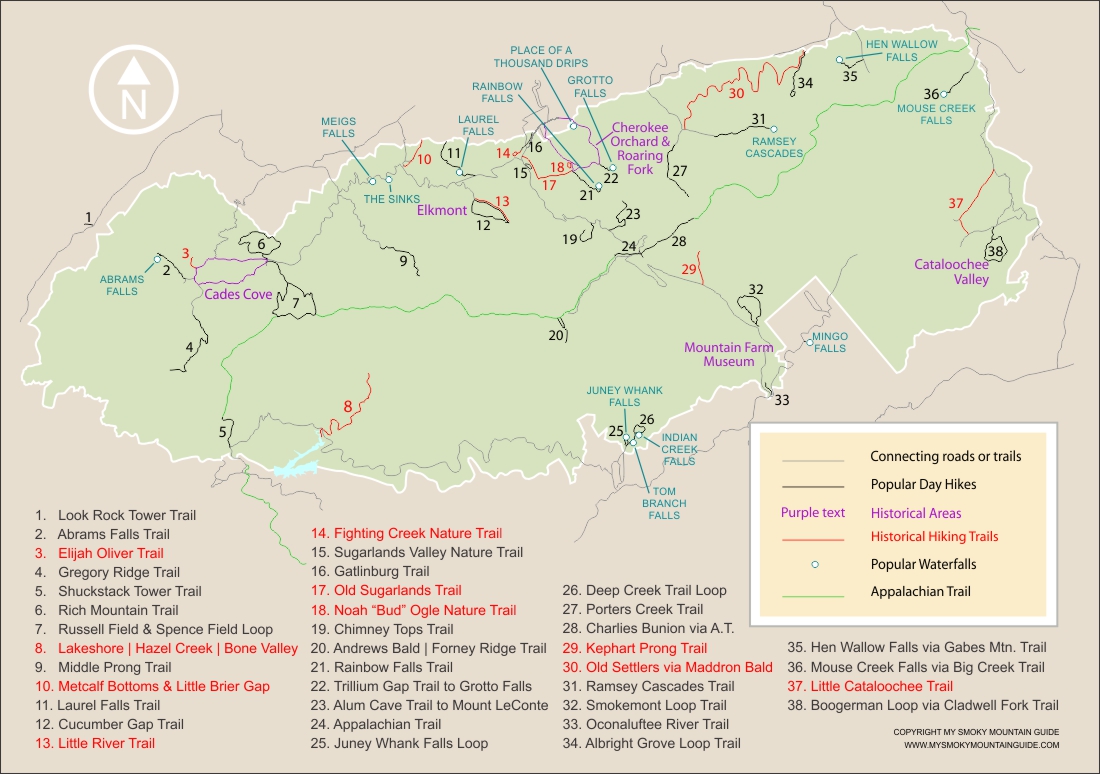 N
PLACE OF A
THOUSAND DRIPS
HEN WALLOW
FALLS
RAINBOW
FALLS
GROTTO
FALLS
MEIGS
FALLS
LAUREL
FALLS
30
34
35
36
MOUSE CREEK
FALLS
31
RAMSEY
CASCADES
Cherokee
Orchard &
Roaring
Fork
10
11
14
16
15
18
17
21
22
27
THE SINKS
Elkmont
13
12
23
19
24
28
37
38
Cataloochee
Valley
1
6
3
2
ABRAMS
FALLS
Cades Cove
7
9
29
32
4
20
Mountain Farm
Museum
MINGO
FALLS
33
JUNEY WHANK
FALLS
8
5
25
26
INDIAN
CREEK
FALLS
TOM
BRANCH
FALLS
Connecting roads or trails
Popular Day Hikes
Purple text Historical Areas
Historical Hiking Trails
Popular Waterfalls
Appalachian Trail
1. Look Rock Tower Trail
2. Abrams Falls Trail
3. Elijah Oliver Trail
4. Gregory Ridge Trail
5. Shuckstack Tower Trail
6. Rich Mountain Trail
7. Russell Field & Spence Field Loop
8. Lakeshore | Hazel Creek | Bone Valley
9. Middle Prong Trail
10. Metcalf Bottoms & Little Brier Gap
11. Laurel Falls Trail
12. Cucumber Gap Trail
13. Little River Trail
14. Fighting Creek Nature Trail
15. Sugarlands Valley Nature Trail
16. Gatlinburg Trail
17. Old Sugarlands Trail
18. Noah “Bud” Ogle Nature Trail
19. Chimney Tops Trail
20. Andrews Bald | Forney Ridge Trail
21. Rainbow Falls Trail
22. Trillium Gap Trail to Grotto Falls
23. Alum Cave Trail to Mount LeConte
24. Appalachian Trail
25. Juney Whank Falls Loop
26. Deep Creek Trail Loop
27. Porters Creek Trail
28. Charlies Bunion via A.T.
29. Kephart Prong Trail
30. Old Settlers via Maddron Bald
31. Ramsey Cascades Trail
32. Smokemont Loop Trail
33. Oconaluftee River Trail
34. Albright Grove Loop Trail
35. Hen Wallow Falls via Gabes Mtn. Trail
36. Mouse Creek Falls via Big Creek Trail
37. Little Cataloochee Trail
38. Boogerman Loop via Cladwell Fork Trail
COPYRIGHT MY SMOKY MOUNTAIN GUIDE
WWW.MYSMOKYMOUNTAINGUIDE.COM